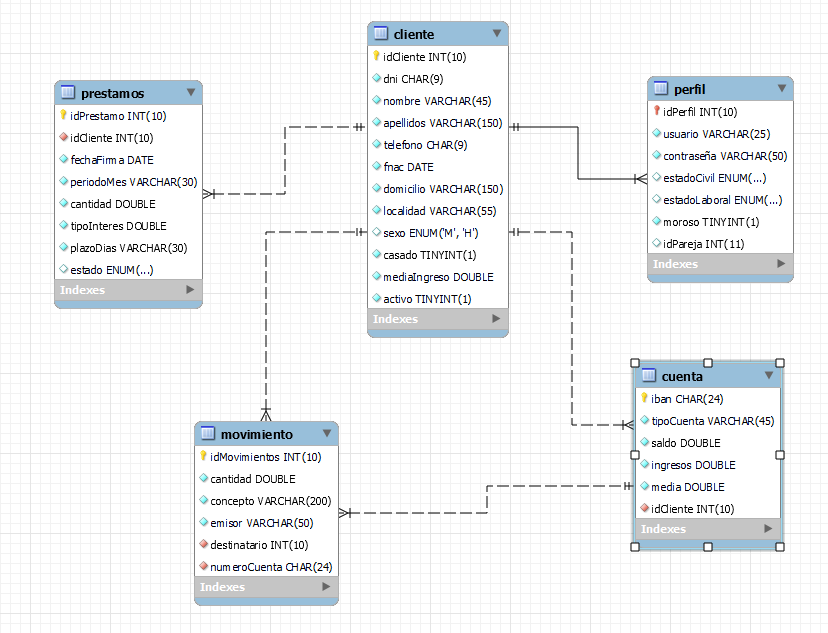 cliente
idCliente INT(10)
dni CHAR(9)
nombre VARCHAR(45)
apellidos VARCHAR(150)
telefono CHAR(9)
fnac DATE
domicilio VARCHAR(150)
localidad VARCHAR(55)
sexo ENUM('M', 'H')
casado TINYINT(1)
mediaIngreso DOUBLE
activo TINYINT(1)
Indexes
prestamos
idPrestamo INT(10)
idCliente INT(10)
fechaFirma DATE
periodoMes VARCHAR(30)
cantidad DOUBLE
tipoInteres DOUBLE
plazoDias VARCHAR(30)
estado ENUM(...)
Indexes
perfil
idPerfil INT(10)
usuario VARCHAR(25)
contraseña VARCHAR(50)
estadoCivil ENUM(...)
estadoLaboral ENUM(...)
moroso TINYINT(1)
idPareja INT(11)
Indexes
movimiento
idMovimientos INT(10)
cantidad DOUBLE
concepto VARCHAR(200)
emisor VARCHAR(50)
destinatario INT(10)
numeroCuenta CHAR(24)
Indexes
cuenta
iban CHAR(24)
tipoCuenta VARCHAR(45)
saldo DOUBLE
ingresos DOUBLE
media DOUBLE
idCliente INT(10)
Indexes